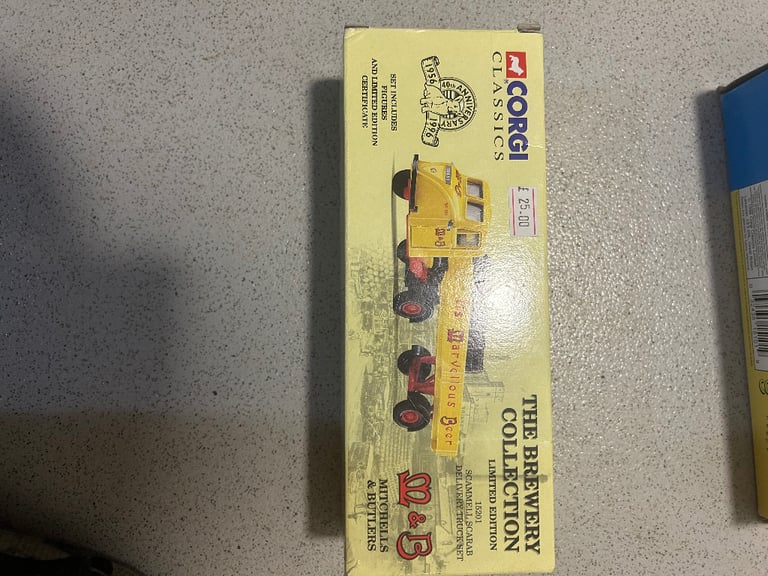 CORGI
CLASSICS
1956 40th ANNIVERSARY 1996
SET INCLUDES
FIGURES
AND LIMITED EDITION
CERTIFICATE
£ 25.00
M&B
It's Marvellous Beer
THE BREWERY
COLLECTION
LIMITED EDITION
15201
SCAMMELL SCARAB
DELIVERY TRUCK SET
M&B
MITCHELLS
& BUTLERS